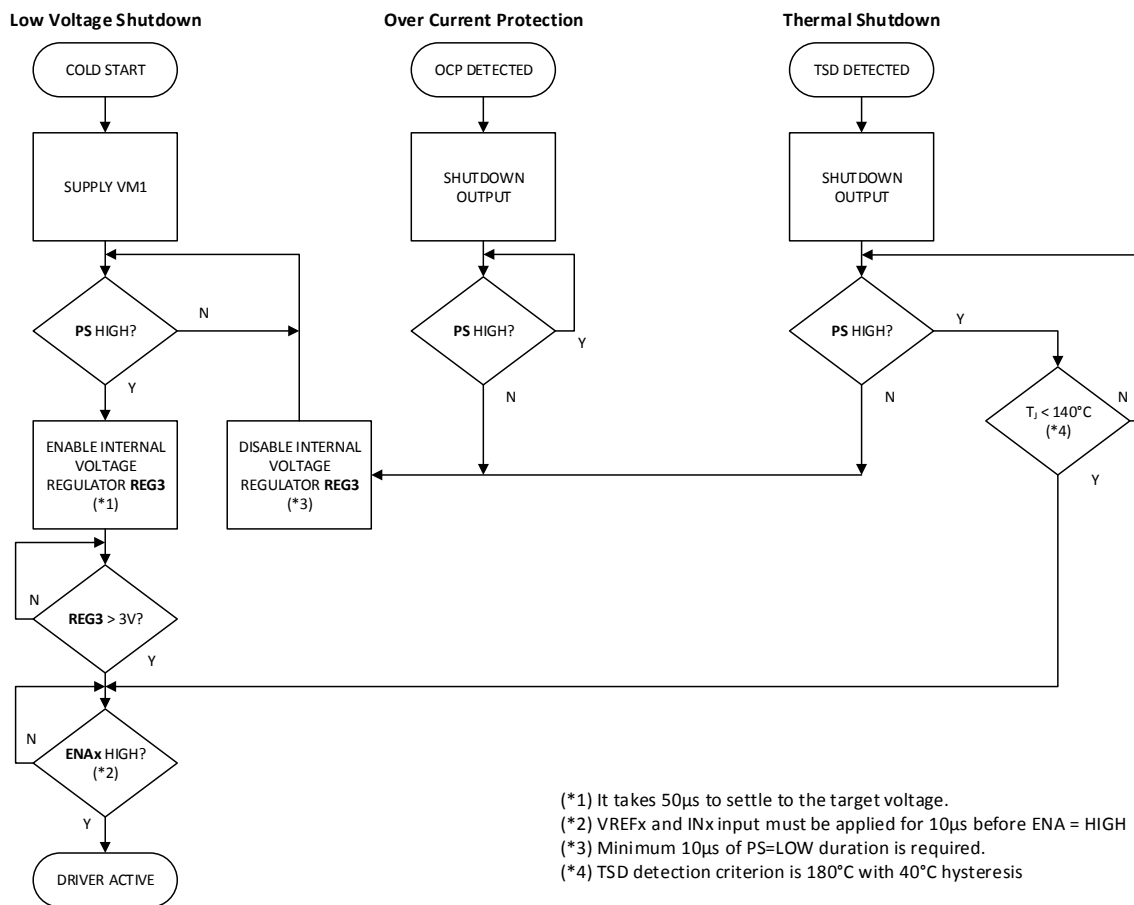 Low Voltage Shutdown
Over Current Protection
Thermal Shutdown
COLD START
OCP DETECTED
TSD DETECTED
SUPPLY VM1
SHUTDOWN
OUTPUT
SHUTDOWN
OUTPUT
PS HIGH?
N
Y
PS HIGH?
Y
N
PS HIGH?
Y
N
TJ < 140°C
(*4)
N
Y
ENABLE INTERNAL
VOLTAGE
REGULATOR REG3
(*1)
DISABLE INTERNAL
VOLTAGE
REGULATOR REG3
(*3)
N
REG3 > 3V?
Y
N
ENAx HIGH?
(*2)
Y
DRIVER ACTIVE
(*1) It takes 50µs to settle to the target voltage.
(*2) VREFx and INx input must be applied for 10µs before ENA = HIGH
(*3) Minimum 10µs of PS=LOW duration is required.
(*4) TSD detection criterion is 180°C with 40°C hysteresis